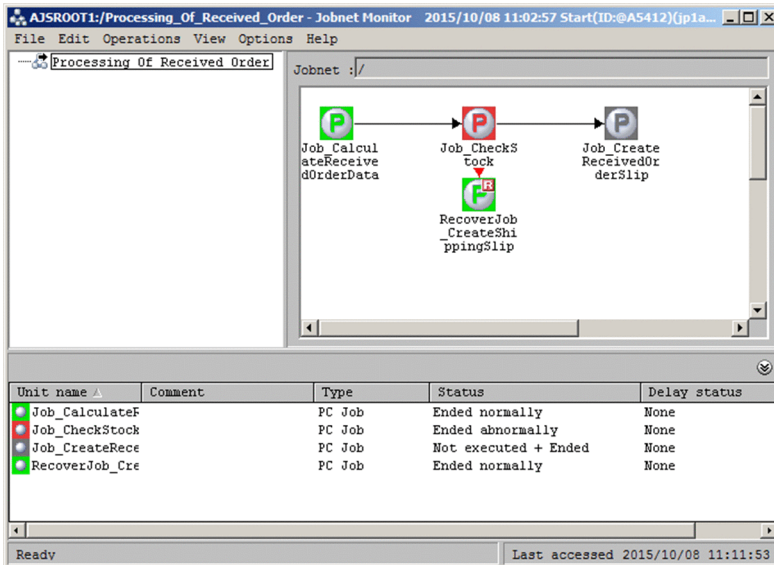 AJSROOT1:/Processing_Of_Received_Order - Jobnet Monitor 2015/10/08 11:02:57 Start(ID:@A5412)(jp1a...
File Edit Operations View Options Help
Processing Of Received Order
Jobnet : /
P P P
Job_Calcul
ateReceive
dOrderData
Job_CheckS
tock
Job_Create
ReceivedOr
derSlip
P R
RecoverJob
_CreateShi
ppingSlip
Unit name Comment Type Status Delay status
Job_CalculateR PC Job Ended normally None
Job_CheckStock PC Job Ended abnormally None
Job_CreateRece PC Job Not executed + Ended None
RecoverJob_Cre PC Job Ended normally None
Ready Last accessed 2015/10/08 11:11:53